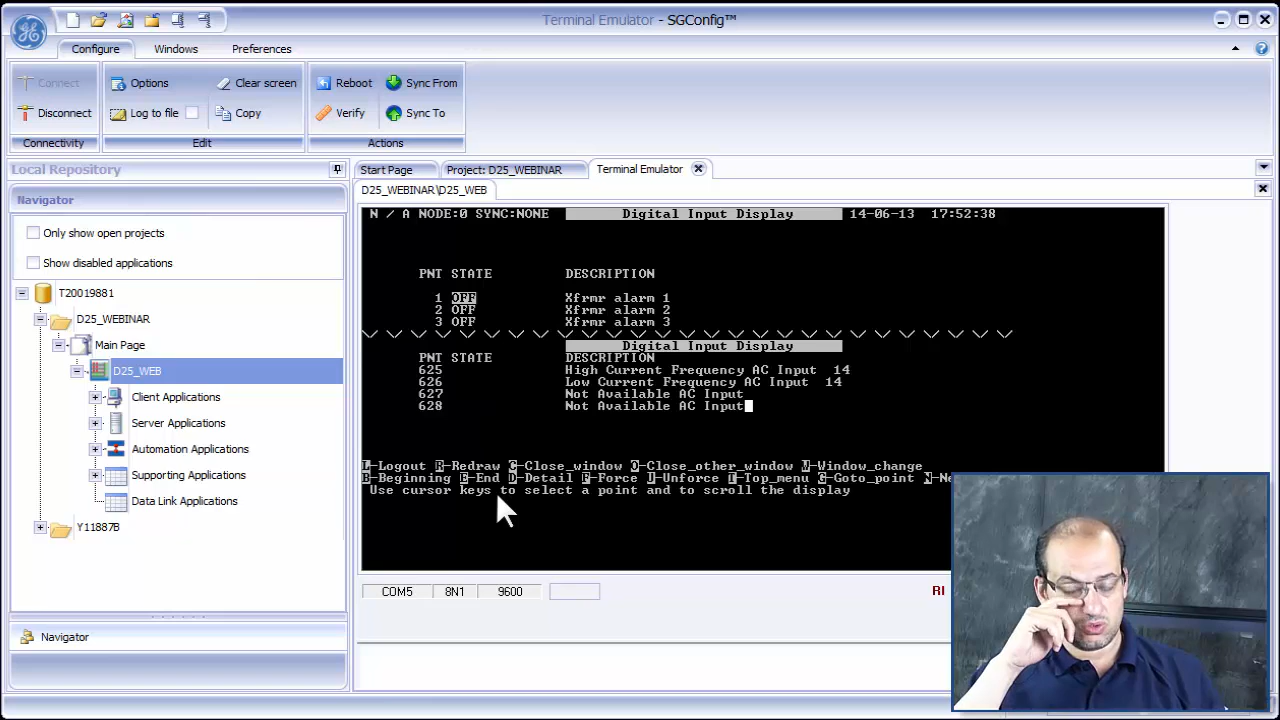 Terminal Emulator - SGConfig™
Configure Windows Preferences
Connect Options Clear screen Reboot Sync From
Disconnect Log to file Copy Verify Sync To
Connectivity Edit Actions
Local Repository
Start Page Project: D25_WEBINAR Terminal Emulator
D25_WEBINAR\D25_WEB
Navigator
Only show open projects
Show disabled applications
T20019881
D25_WEBINAR
Main Page
D25_WEB
Client Applications
Server Applications
Automation Applications
Supporting Applications
Data Link Applications
Y11887B
Navigator
N / A NODE:0 SYNC:NONE Digital Input Display 14-06-13 17:52:38
PNT STATE DESCRIPTION
1 OFF Xfrmr alarm 1
2 OFF Xfrmr alarm 2
3 OFF Xfrmr alarm 3
Digital Input Display
PNT STATE DESCRIPTION
625 High Current Frequency AC Input 14
626 Low Current Frequency AC Input 14
627 Not Available AC Input
628 Not Available AC Input
L-Logout R-Redraw C-Close_window O-Close_other_window W-Window_change
B-Beginning E-End D-Detail F-Force U-Unforce T-Top_menu G-Goto_point
Use cursor keys to select a point and to scroll the display
COM5 8N1 9600 RI